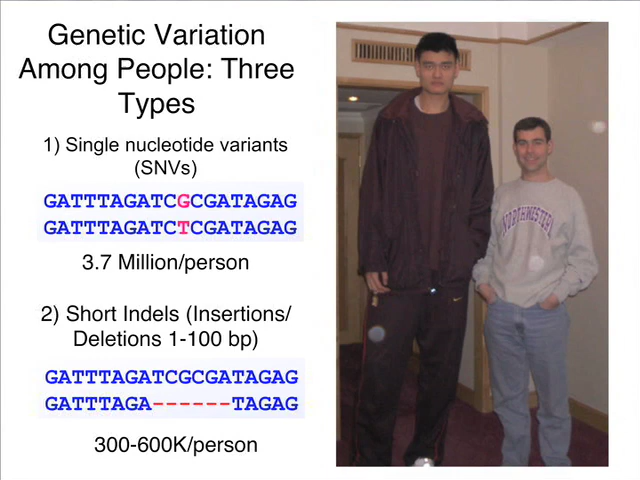 Genetic Variation
Among People: Three
Types
1) Single nucleotide variants
(SNVs)
GATTTAGATCGCGATAGAG
GATTTAGATCTCGATAGAG
3.7 Million/person
2) Short Indels (Insertions/
Deletions 1-100 bp)
GATTTAGATCGCGATAGAG
GATTTAGA------TAGAG
300-600K/person
NORTHWESTERN